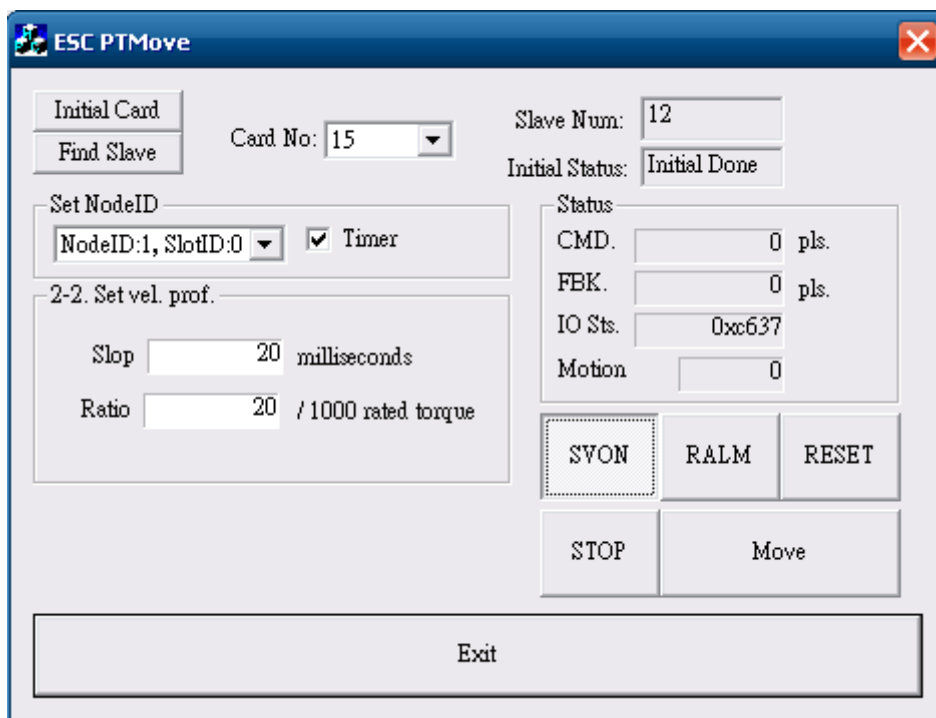 ESC PTMove
Initial Card
Find Slave
Card No: 15
Slave Num: 12
Initial Status: Initial Done
Set NodeID
NodeID:1, SlotID:0
Timer
2-2. Set vel. prof.
Slop 20 milliseconds
Ratio 20 / 1000 rated torque
Status
CMD. 0 pls.
FBK. 0 pls.
IO Sts. 0xc637
Motion 0
SVON RALM RESET
STOP Move
Exit